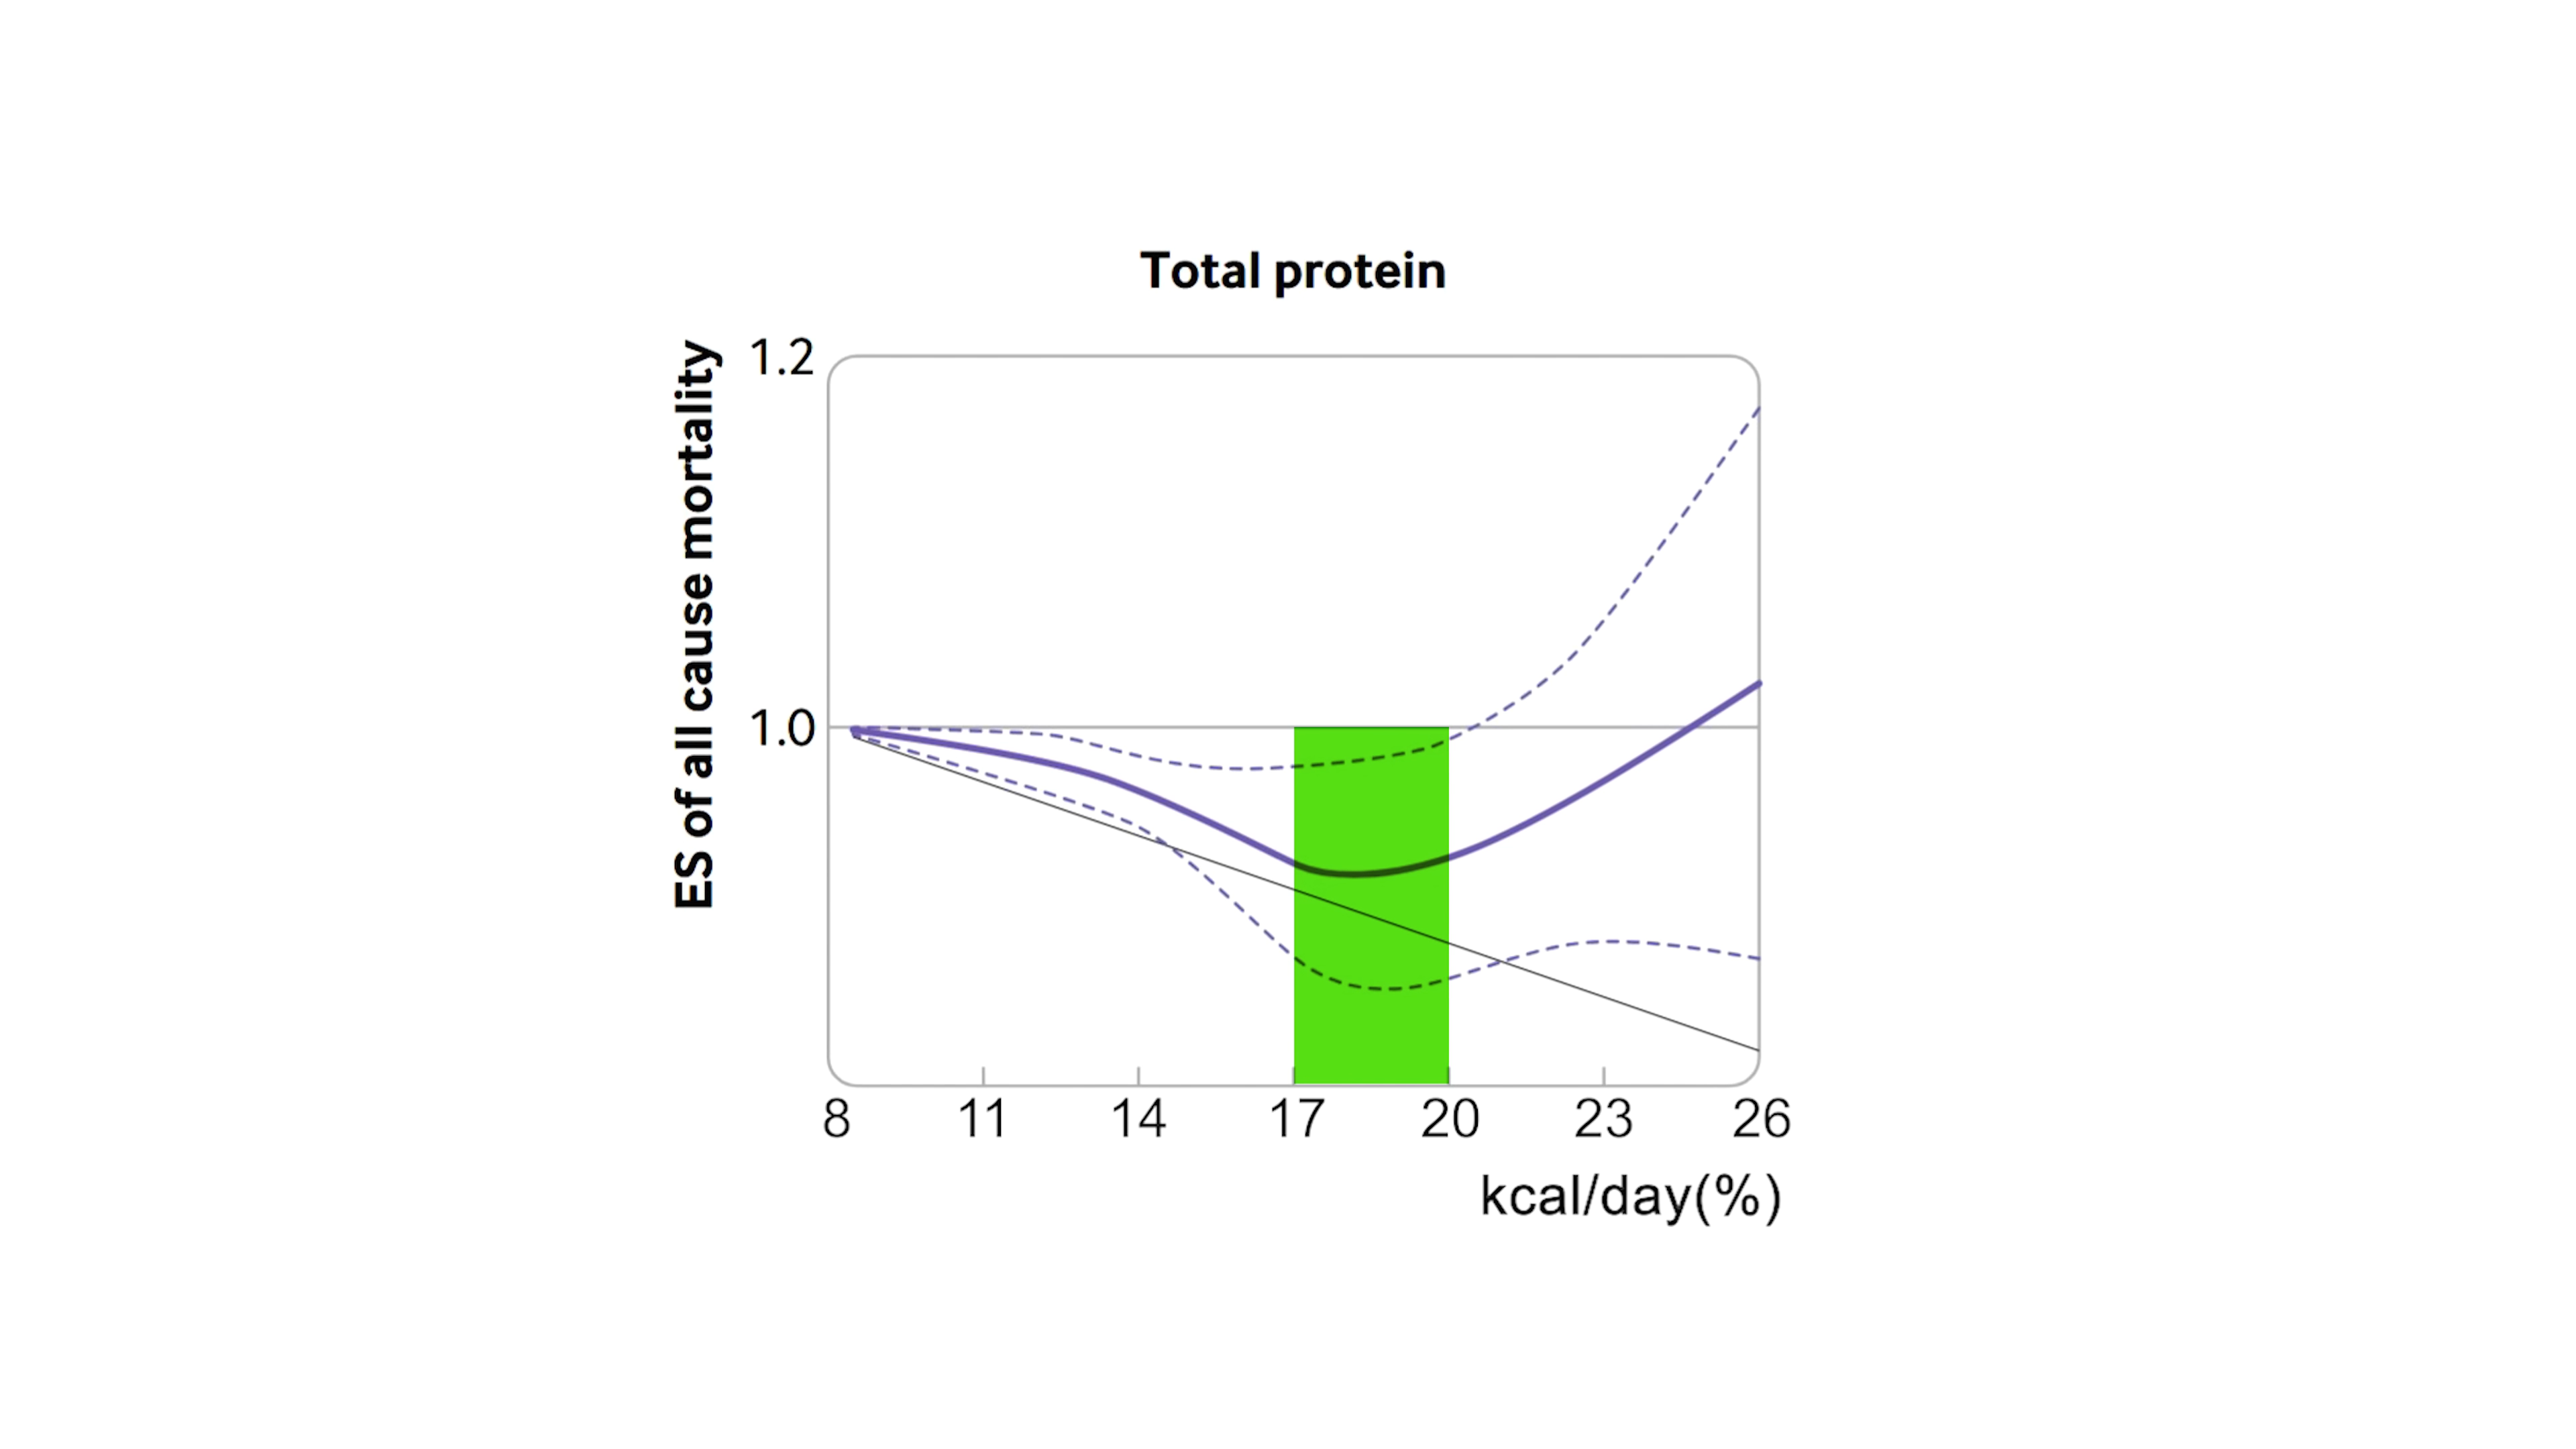 Total protein
ES of all cause mortality
1.2
1.0
8 11 14 17 20 23 26
kcal/day(%)